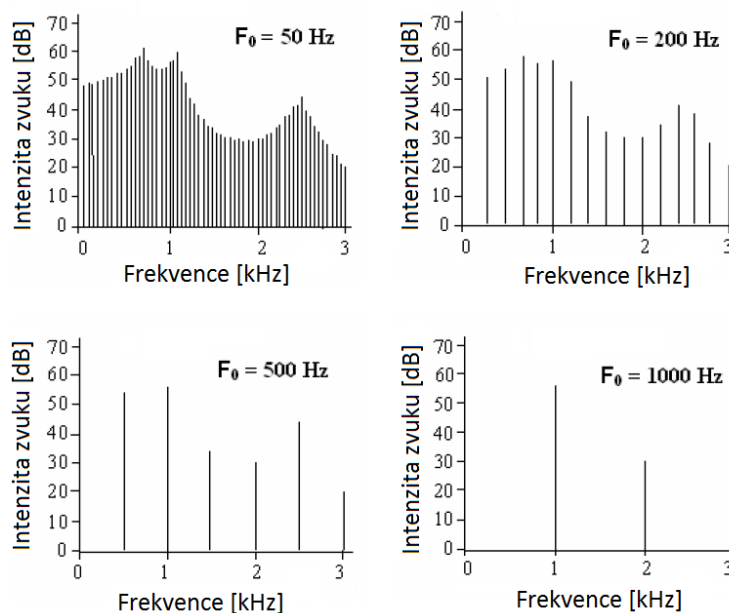 F₀ = 50 Hz
Intenzita zvuku [dB]
70
60
50
40
30
20
10
0
0 1 2 3
Frekvence [kHz]
F₀ = 200 Hz
Intenzita zvuku [dB]
70
60
50
40
30
20
10
0
0 1 2 3
Frekvence [kHz]
F₀ = 500 Hz
Intenzita zvuku [dB]
70
60
50
40
30
20
10
0
0 1 2 3
Frekvence [kHz]
F₀ = 1000 Hz
Intenzita zvuku [dB]
70
60
50
40
30
20
10
0
0 1 2 3
Frekvence [kHz]